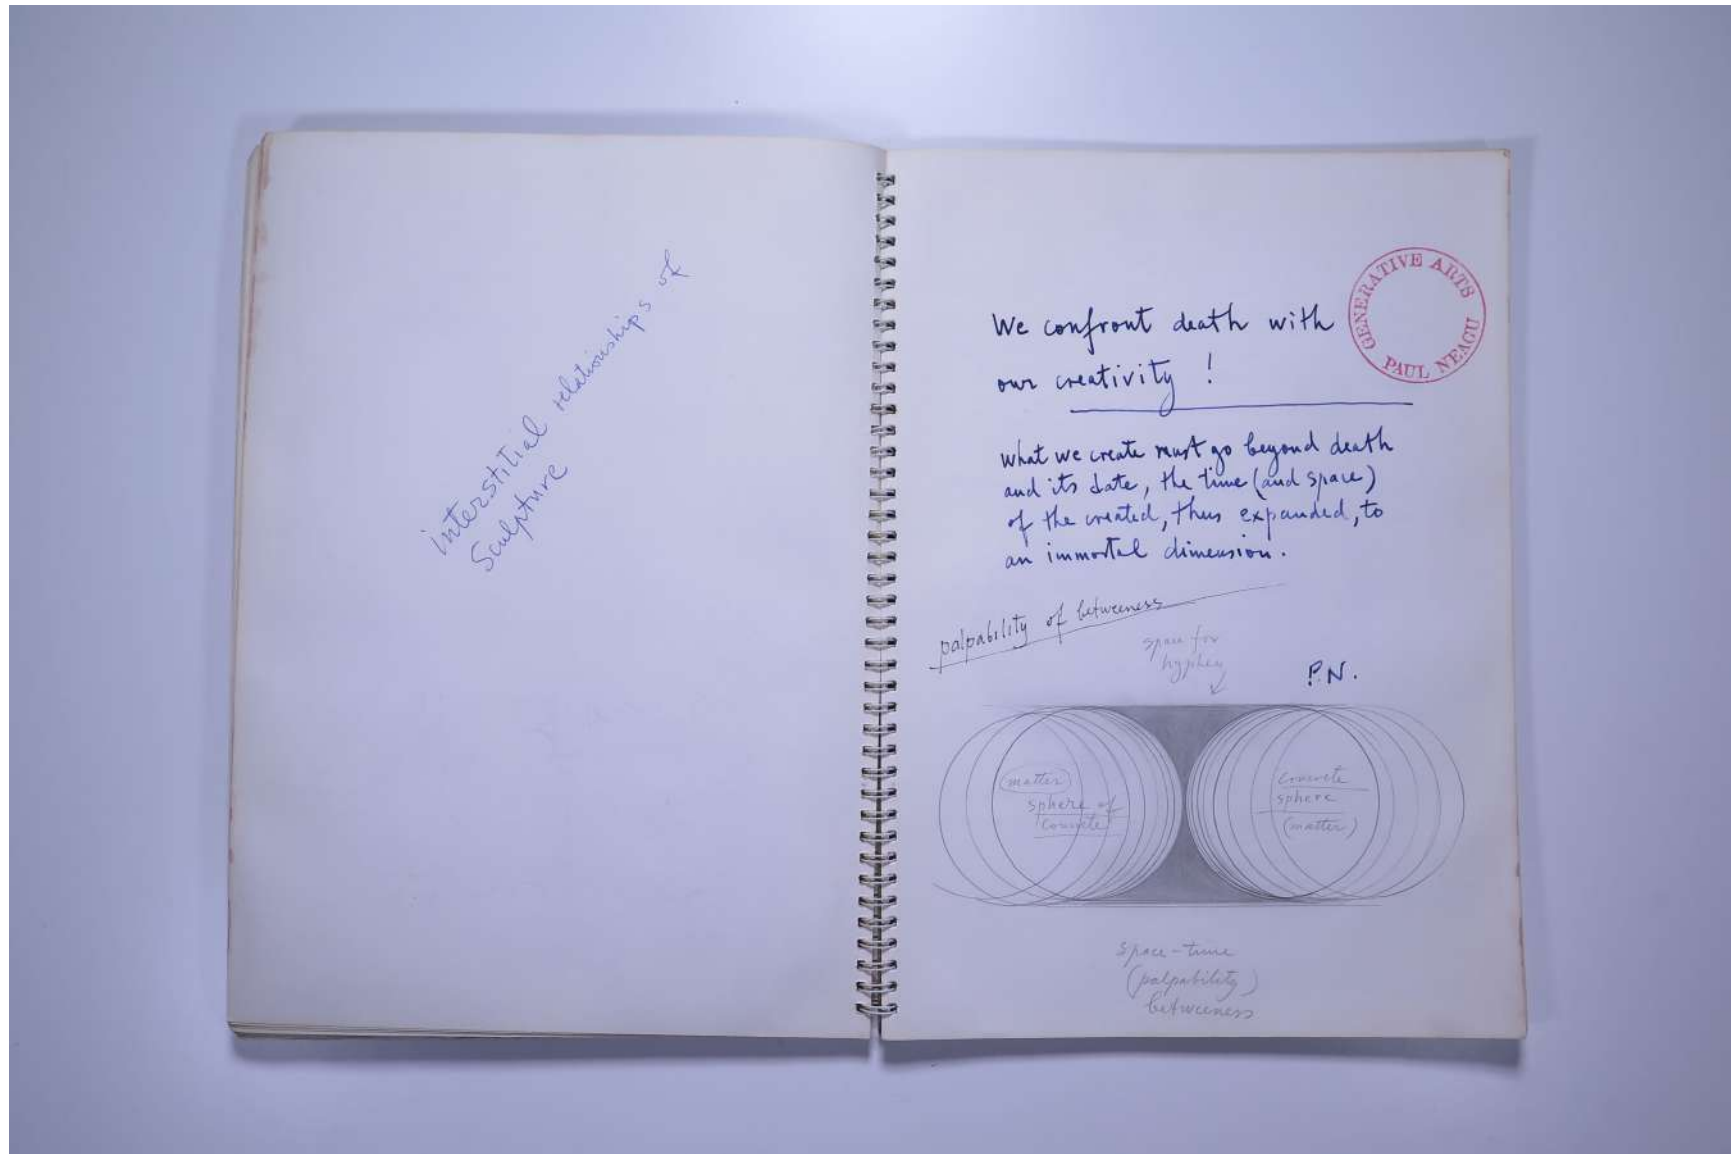 interstitial relationships of
Sculpture
GENERATIVE ARTS
PAUL NEAGU
We confront death with
our creativity !
what we create must go beyond death
and its date, the time (and space)
of the created, thus expanded, to
an immortal dimension.
palpability of betweeness
space for
hyphen
P.N.
matter
sphere of
concrete
concrete
sphere
(matter)
space-time
(palpability)
betweeness